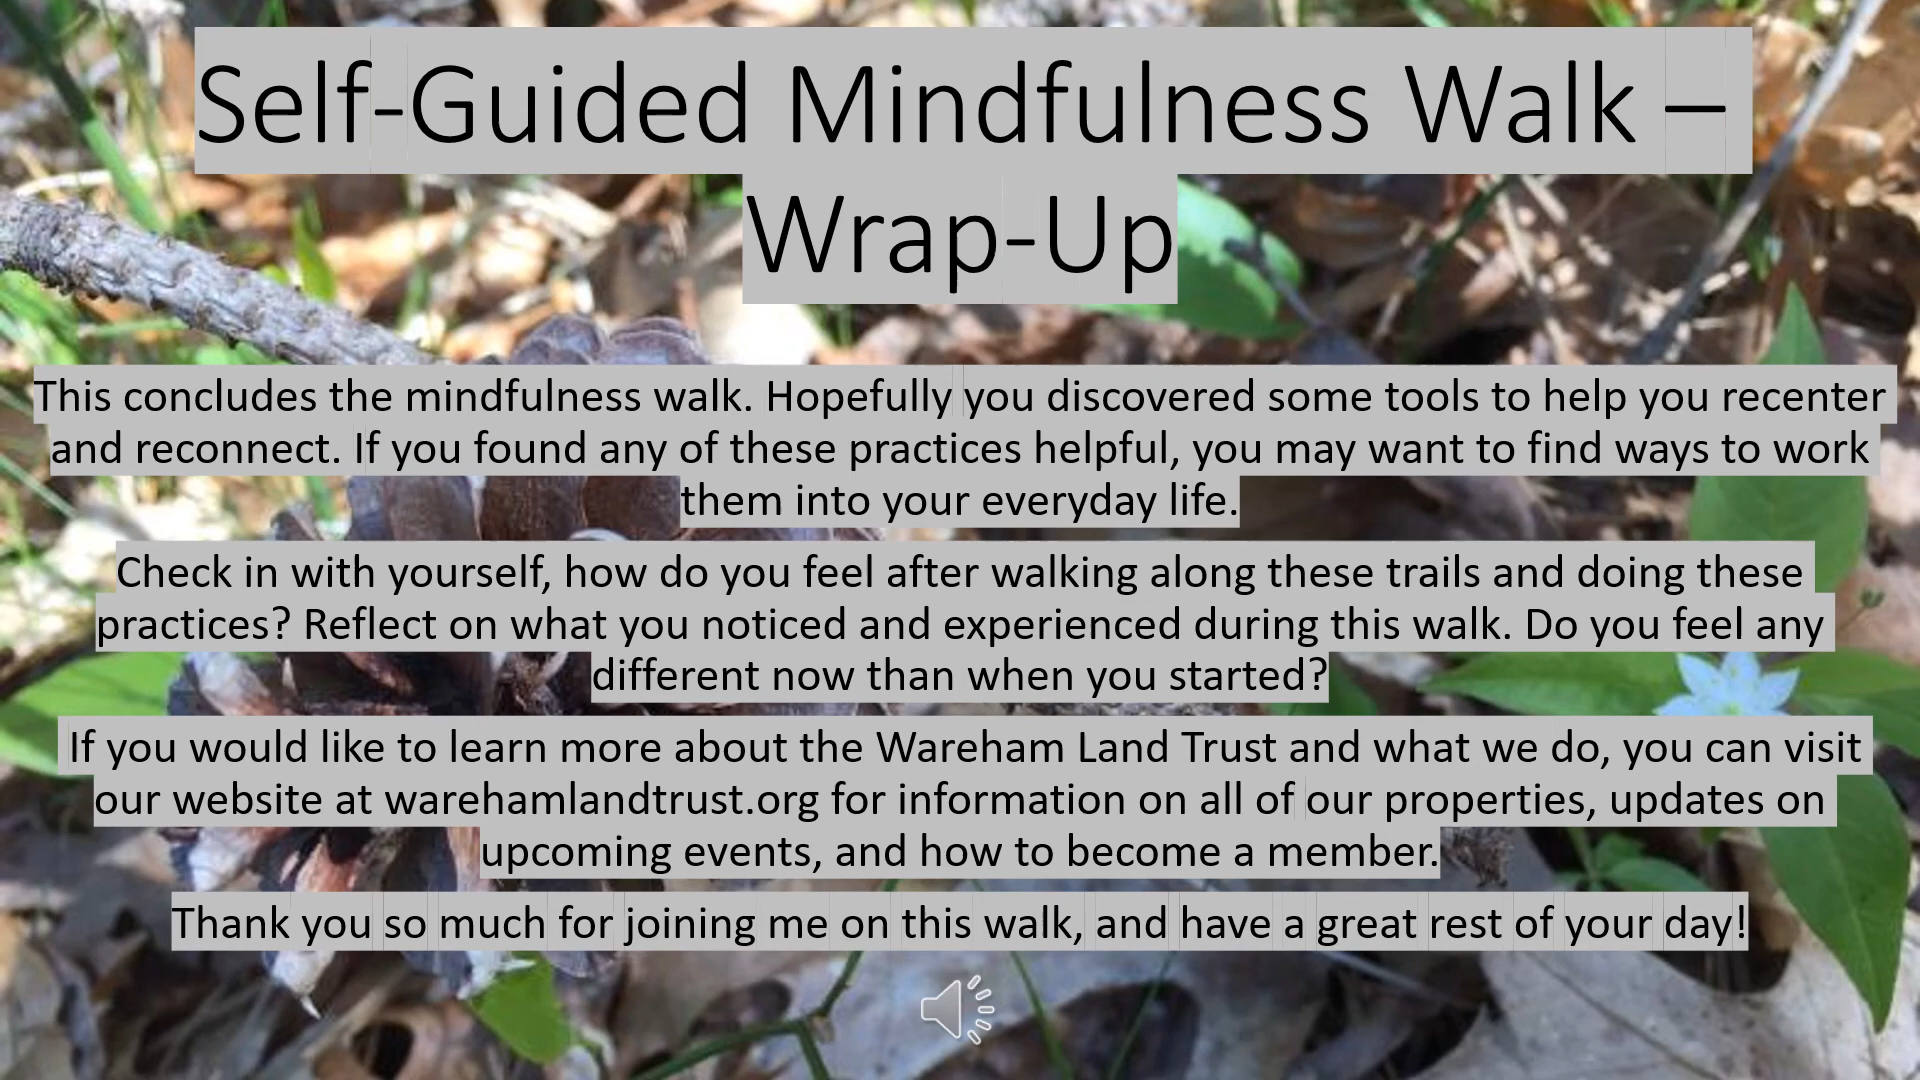 Self-Guided Mindfulness Walk –
Wrap-Up
This concludes the mindfulness walk. Hopefully you discovered some tools to help you recenter
and reconnect. If you found any of these practices helpful, you may want to find ways to work
them into your everyday life.
Check in with yourself, how do you feel after walking along these trails and doing these
practices? Reflect on what you noticed and experienced during this walk. Do you feel any
different now than when you started?
If you would like to learn more about the Wareham Land Trust and what we do, you can visit
our website at warehamlandtrust.org for information on all of our properties, updates on
upcoming events, and how to become a member.
Thank you so much for joining me on this walk, and have a great rest of your day!